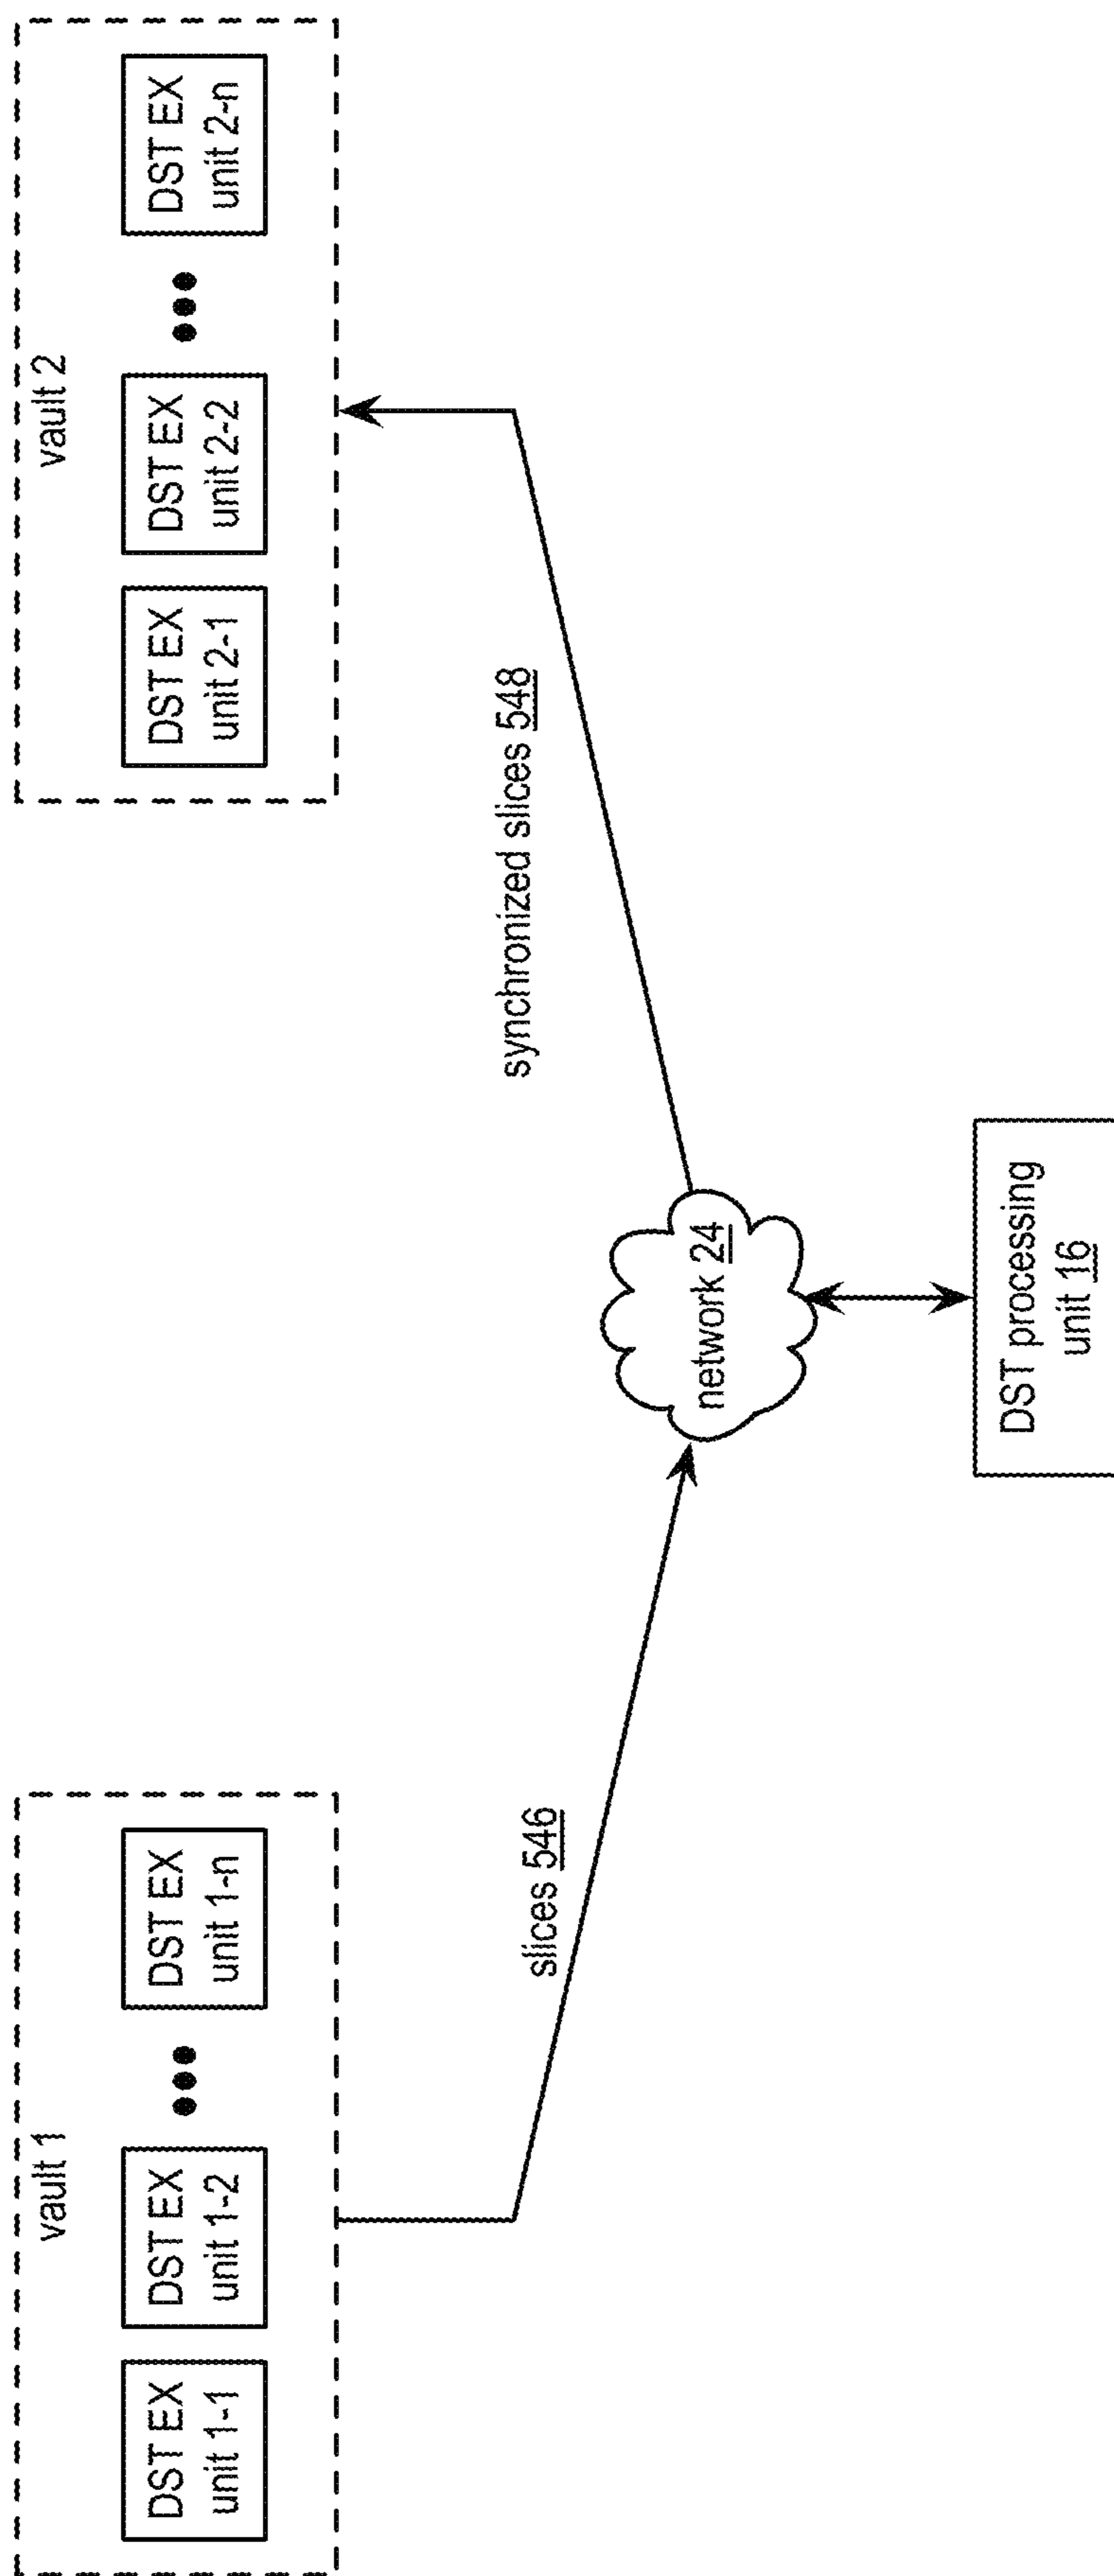 vault 1
DST EX
unit 1-1
DST EX
unit 1-2
DST EX
unit 1-n
vault 2
DST EX
unit 2-1
DST EX
unit 2-2
DST EX
unit 2-n
slices 546
synchronized slices 548
network 24
DST processing
unit 16